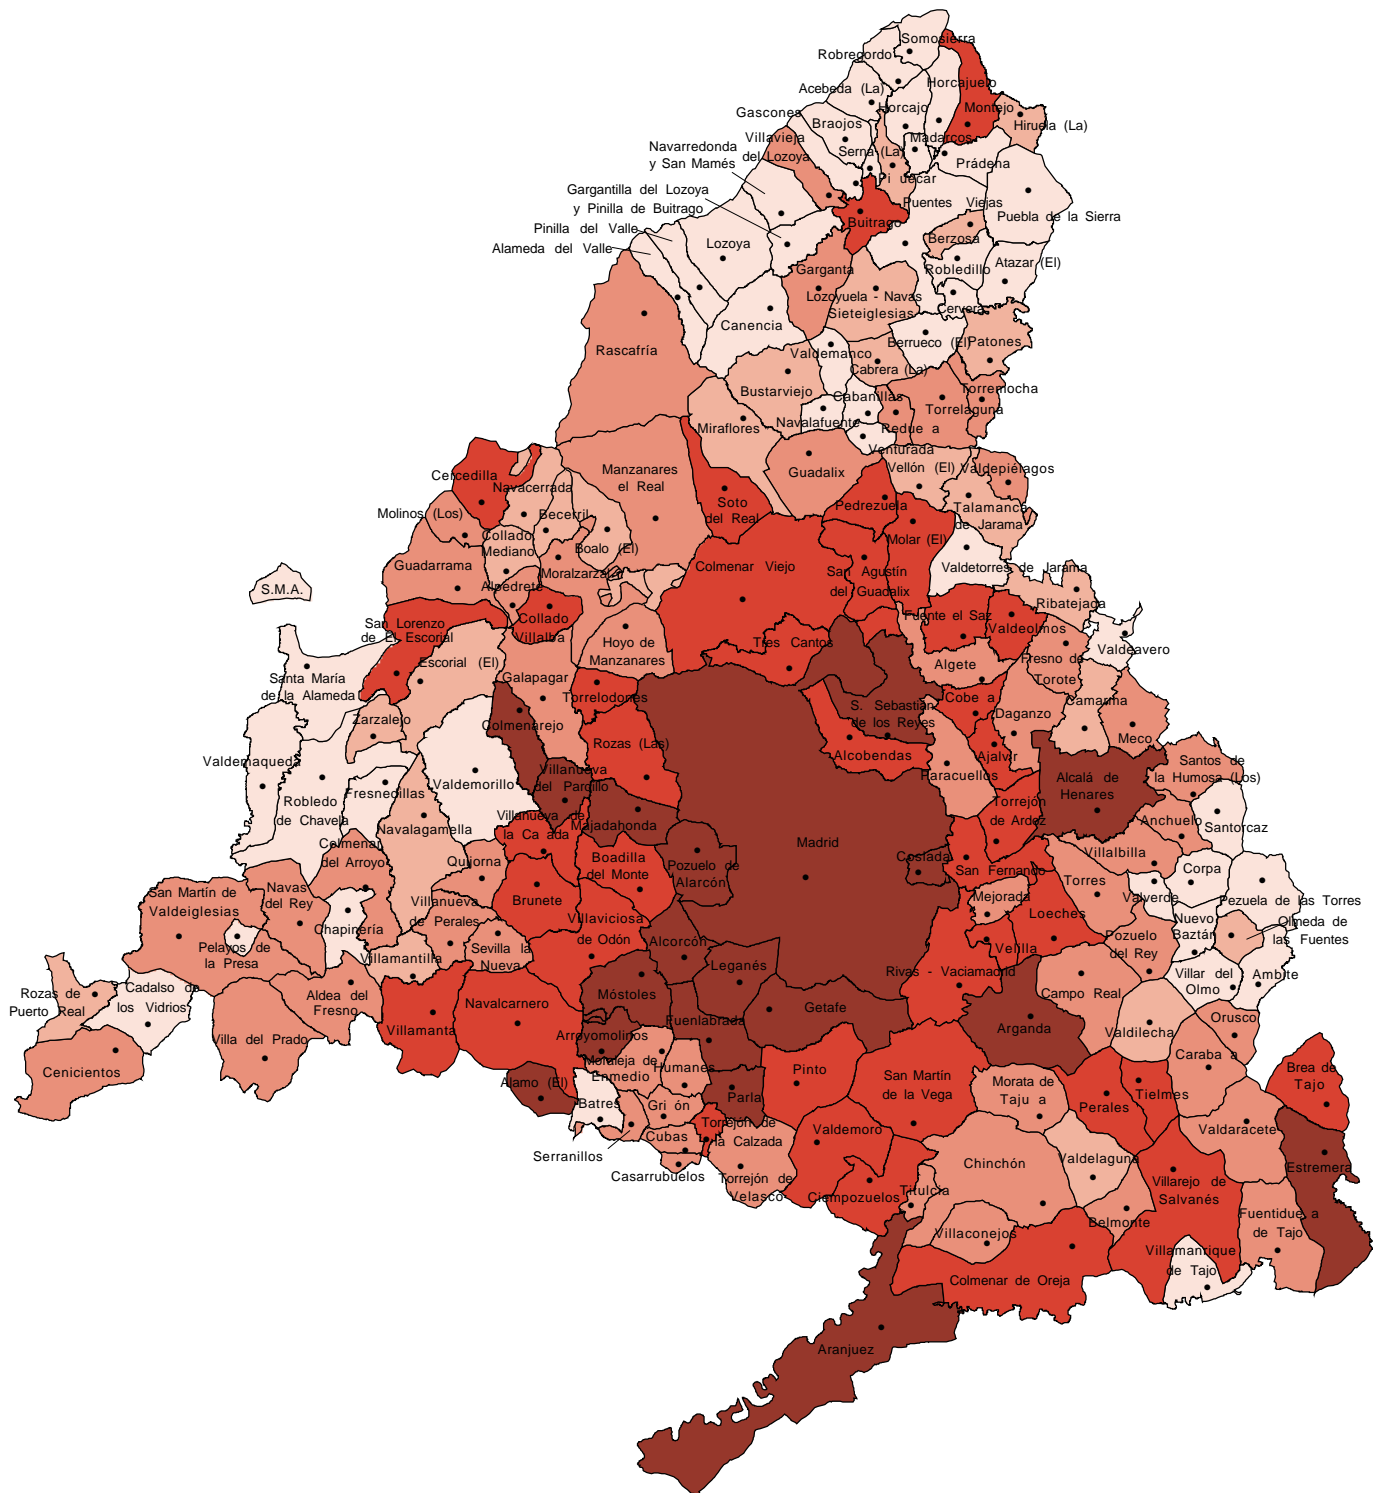 Somosierra
Robregordo
Horcajuelo
Acebeda (La)
Horcajo
Montejo
Gascones
Braojos
Hiruela (La)
Villavieja
del Lozoya
Madarcos
Serna (La)
Prádena
Navarredonda
y San Mamés
Pi uecar
Gargantilla del Lozoya
y Pinilla de Buitrago
Puentes Viejas
Puebla de la Sierra
Buitrago
Pinilla del Valle
Alameda del Valle
Lozoya
Berzosa
Robledillo
Atazar (El)
Garganta
Lozoyuela - Navas
Sieteiglesias
Cervera
Canencia
Rascafría
Valdemanco
Berrueco (El)
Patones
Cabrera (La)
Bustarviejo
Cabanillas
Torremocha
Torrelaguna
Miraflores
Navalafuente
Redue a
Venturada
Guadalix
Vellón (El)
Valdepiélagos
Manzanares
el Real
Cercedilla
Navacerrada
Soto
del Real
Pedrezuela
Talamanca
de Jarama
Molinos (Los)
Becerril
Collado
Mediano
Boalo (El)
Molar (El)
Guadarrama
Moralzarzal
Colmenar Viejo
San Agustín
del Guadalix
Valdetorres de Jarama
S.M.A.
Alpedrete
Ribatejada
San Lorenzo
de El Escorial
Collado
Villalba
Fuente el Saz
Valdeolmos
Hoyo de
Manzanares
Tres Cantos
Valdeavero
Escorial (El)
Algete
Fresno de
Torote
Santa María
de la Alameda
Galapagar
Torrelodones
Cobe a
Camarma
Zarzalejo
Colmenarejo
S. Sebastián
de los Reyes
Daganzo
Meco
Rozas (Las)
Alcobendas
Ajalvir
Valdemaqueda
Villanueva
del Pardillo
Paracuellos
Alcalá de
Henares
Santos de
la Humosa (Los)
Valdemorillo
Fresnedillas
Robledo
de Chavela
Torrejón
de Ardoz
Villanueva de
la Ca ada
Majadahonda
Anchuelo
Santorcaz
Navalagamella
Madrid
Colmenar
del Arroyo
Quijorna
Boadilla
del Monte
Pozuelo de
Alarcón
Coslada
San Fernando
Villalbilla
Corpa
San Martín de
Valdeiglesias
Navas
del Rey
Torres
Mejorada
Villanueva
de Perales
Brunete
Valverde
Pezuela de las Torres
Villaviciosa
de Odón
Loeches
Nuevo
Baztán
Olmeda de
las Fuentes
Chapinería
Pelayos de
la Presa
Alcorcón
Velilla
Pozuelo
del Rey
Sevilla la
Nueva
Villamantilla
Leganés
Rivas - Vaciamadrid
Villar del
Olmo
Ambite
Cadalso de
los Vidrios
Rozas de
Puerto Real
Aldea del
Fresno
Móstoles
Campo Real
Navalcarnero
Getafe
Fuenlabrada
Arganda
Orusco
Villamanta
Arroyomolinos
Valdilecha
Villa del Prado
Moraleja de
Enmedio
Humanes
Caraba a
Cenicientos
Pinto
San Martín
de la Vega
Brea de
Tajo
Alamo (El)
Morata de
Taju a
Parla
Batres
Gri ón
Perales
Tielmes
Torrejón de
la Calzada
Valdemoro
Valdaracete
Cubas
Serranillos
Chinchón
Valdelaguna
Estremera
Casarrubuelos
Torrejón de
Velasco
Ciempozuelos
Titulcia
Villarejo de
Salvanés
Fuentidue a
de Tajo
Belmonte
Villaconejos
Villamanrique
de Tajo
Colmenar de Oreja
Aranjuez